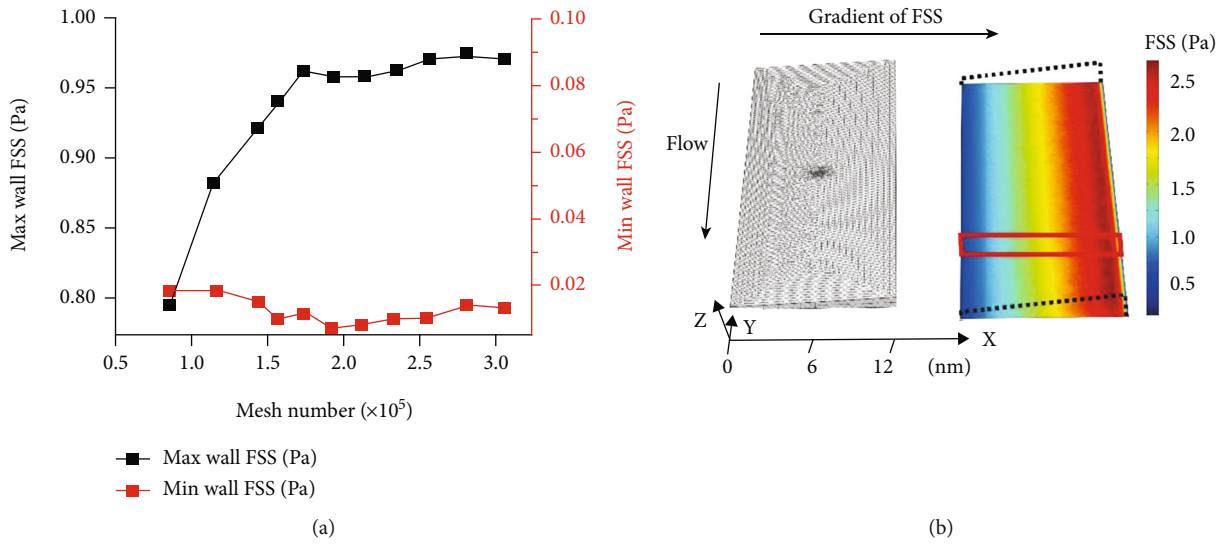 1.00
0.95
0.90
0.85
0.80
Max wall FSS (Pa)
0.10
0.08
0.06
0.04
0.02
Min wall FSS (Pa)
0.5 1.0 1.5 2.0 2.5 3.0
Mesh number (×10⁵)
Max wall FSS (Pa)
Min wall FSS (Pa)
(a)
Gradient of FSS
Flow
Z
Y
X
0 6 12 (nm)
FSS (Pa)
2.5
2.0
1.5
1.0
0.5
(b)